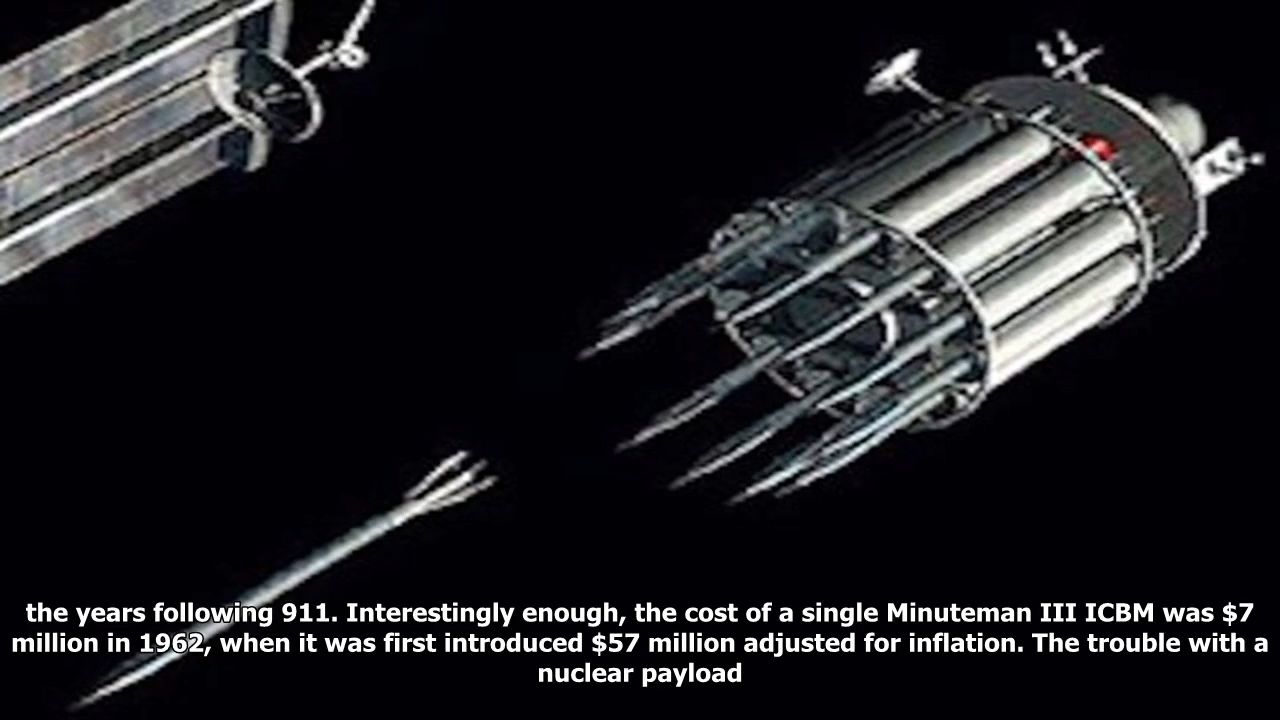 the years following 911. Interestingly enough, the cost of a single Minuteman III ICBM was $7
million in 1962, when it was first introduced $57 million adjusted for inflation. The trouble with a
nuclear payload